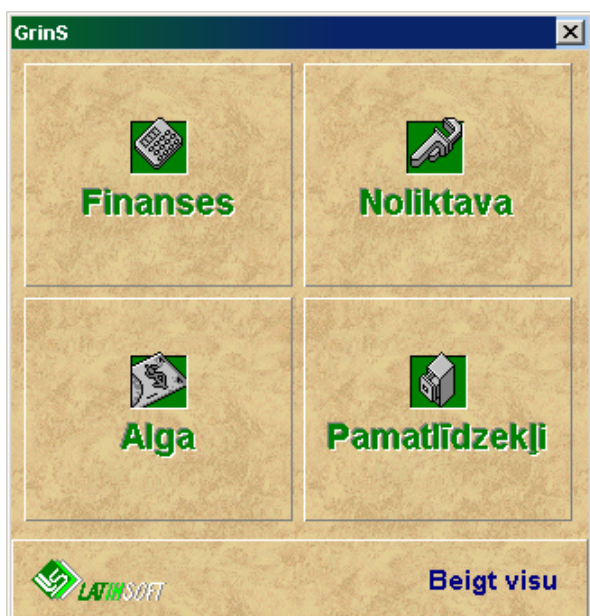 GrinS
Finanses
Noliktava
Alga
Pamatlīdzekļi
LATINSOFT
Beigt visu